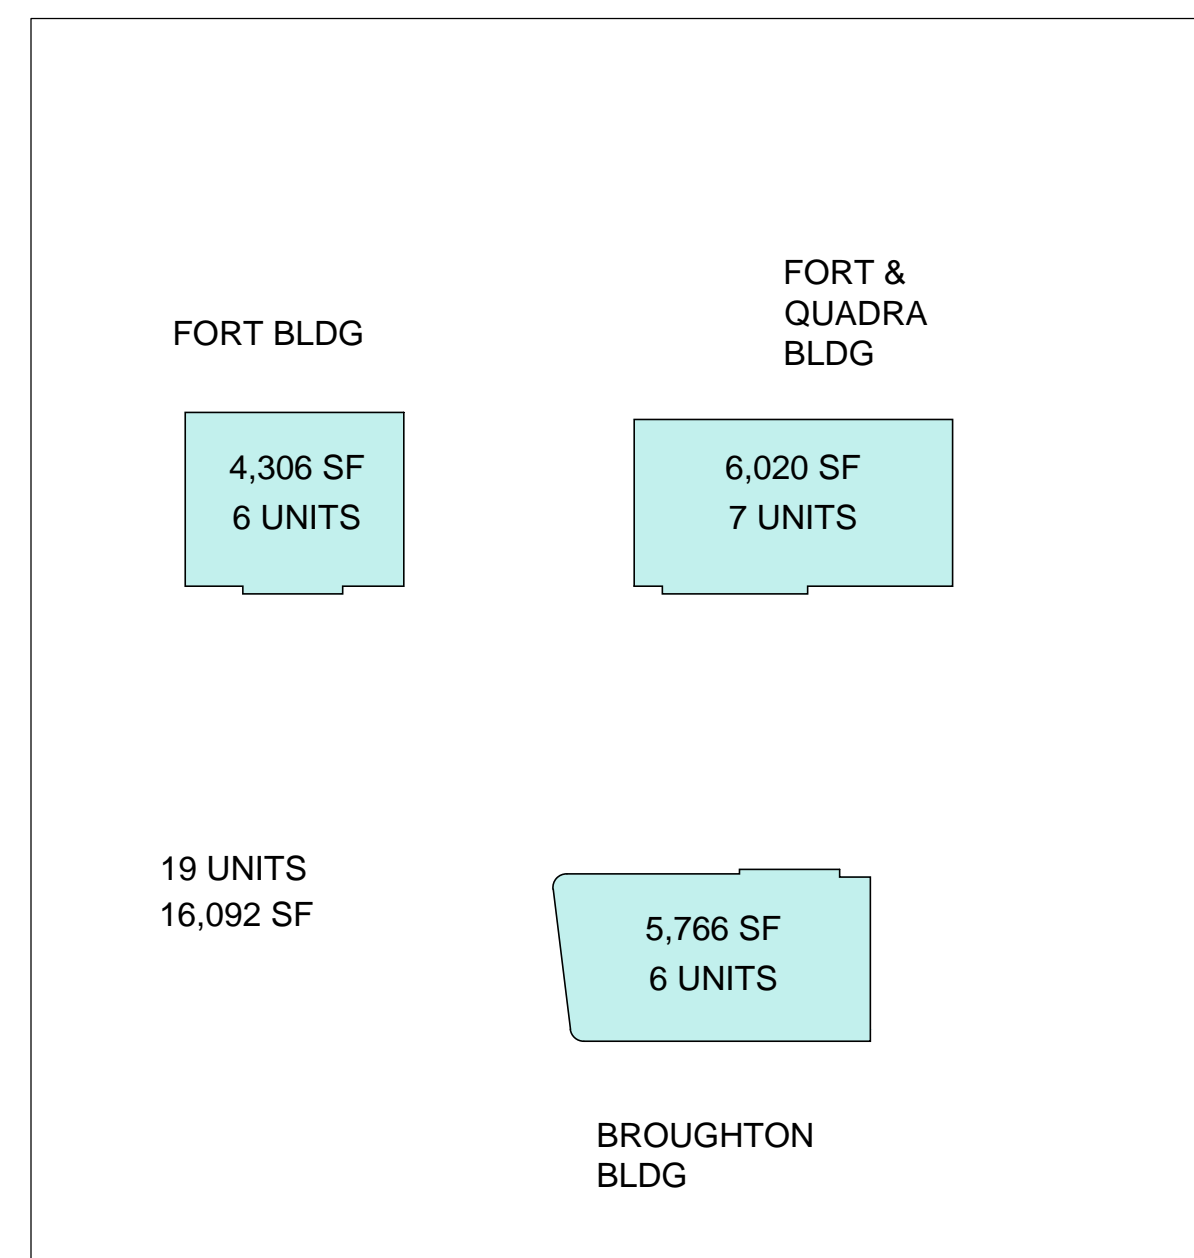 FORT BLDG
FORT &
QUADRA
BLDG
4,306 SF
6 UNITS
6,020 SF
7 UNITS
19 UNITS
16,092 SF
5,766 SF
6 UNITS
BROUGHTON
BLDG